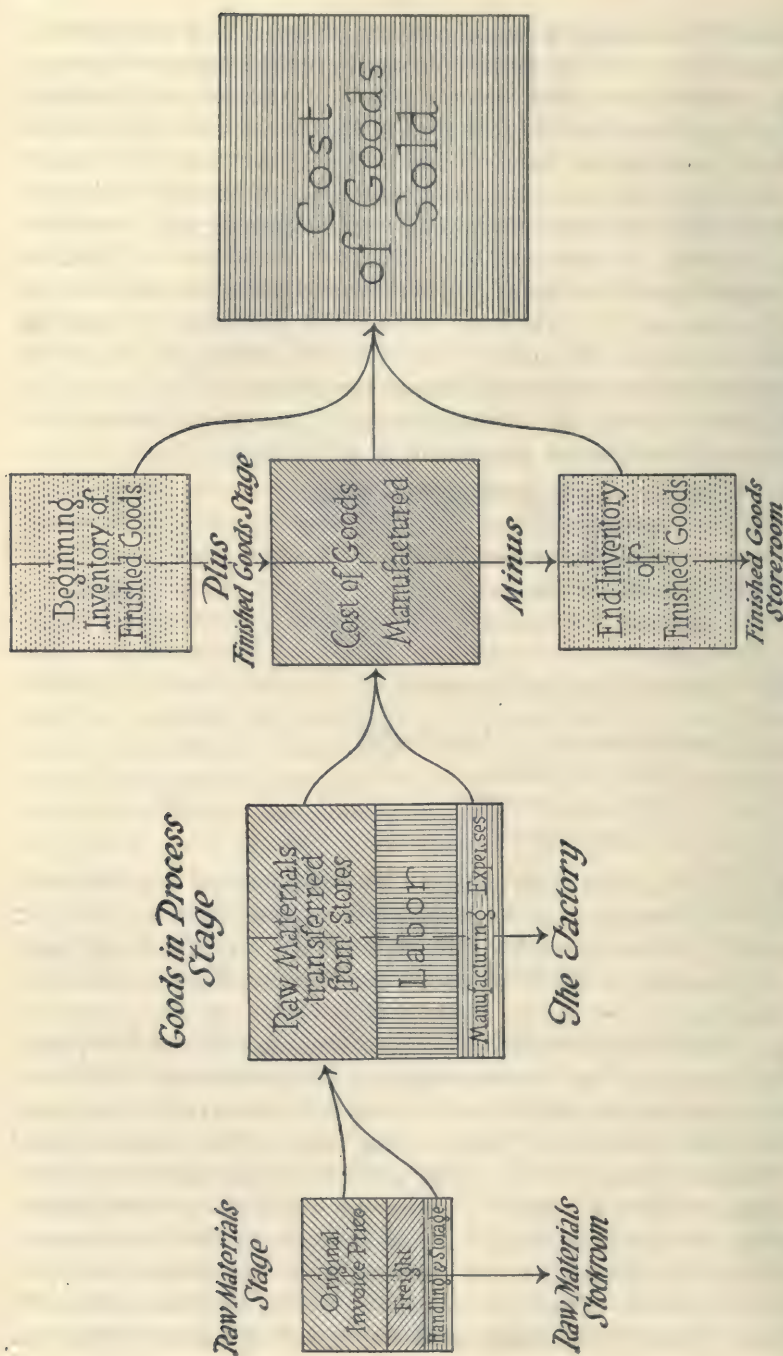 Raw Materials
Stage
Original
Invoice Price
Freight
Handling & Storage
Raw Materials
Stockroom
Goods in Process
Stage
Raw Materials
transferred
from Stores
Labor
Manufacturing Expenses
The Factory
Beginning
Inventory of
Finished Goods
Plus
Finished Goods Stage
Cost of Goods
Manufactured
Minus
End Inventory
of
Finished Goods
Finished Goods
Storeroom
Cost
of Goods
Sold